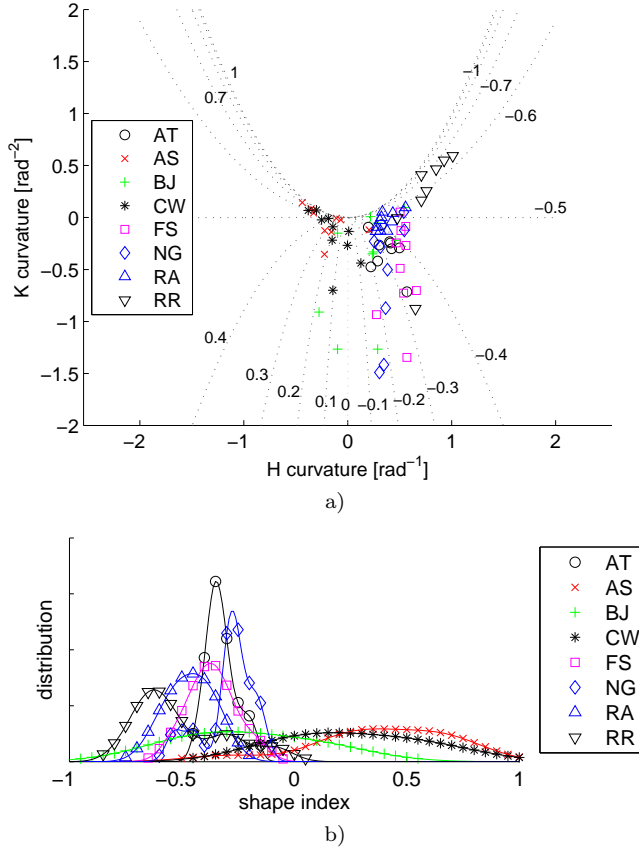 2
1.5
1
0.5
0
−0.5
−1
−1.5
−2
K curvature [rad⁻²]
1
0.7
−1
−0.7
−0.6
−0.5
AT
AS
BJ
CW
FS
NG
RA
RR
0.4
0.3
0.2
0.1
0
−0.1
−0.2
−0.3
−0.4
−2
−1
0
1
2
H curvature [rad⁻¹]
a)
distribution
AT
AS
BJ
CW
FS
NG
RA
RR
−1
−0.5
0
0.5
1
shape index
b)